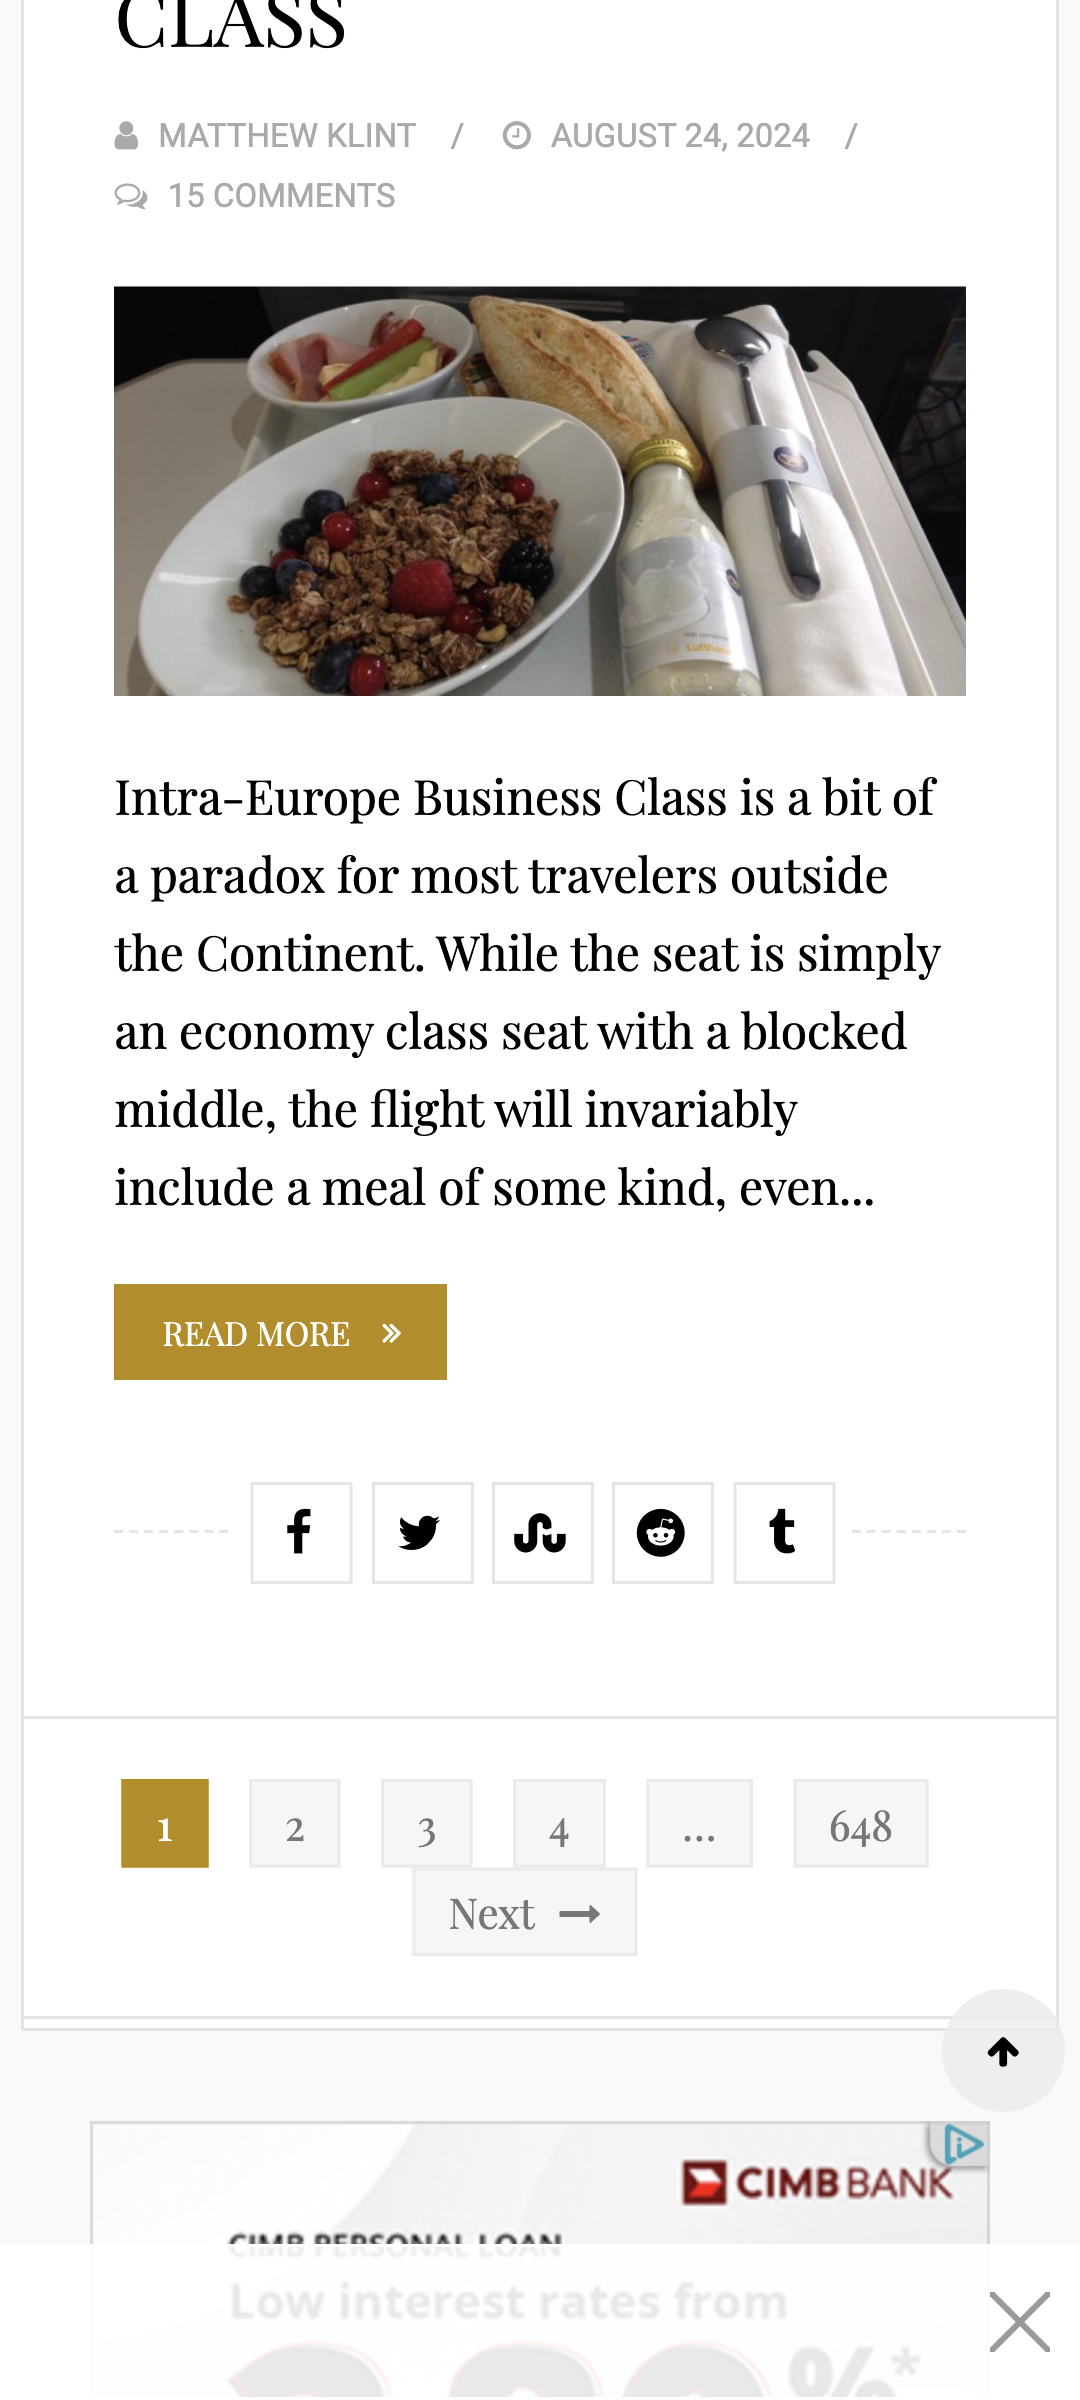 CLASS
MATTHEW KLINT / AUGUST 24, 2024 /
15 COMMENTS
Lufthansa
Intra-Europe Business Class is a bit of
a paradox for most travelers outside
the Continent. While the seat is simply
an economy class seat with a blocked
middle, the flight will invariably
include a meal of some kind, even...
READ MORE »
1 2 3 4 ... 648
Next →
CIMB BANK
CIMB PERSONAL LOAN
Low interest rates from
%*